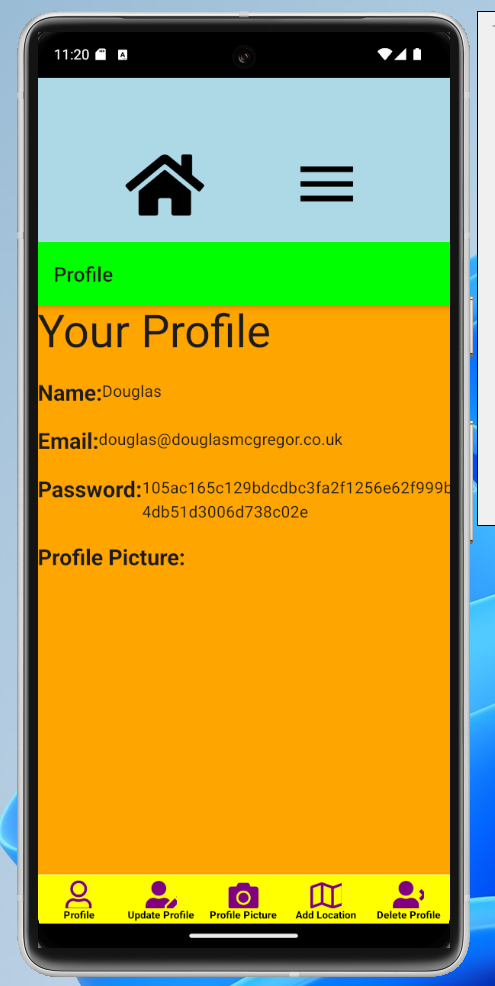 11:20
Profile
Your Profile
Name:Douglas
Email:douglas@douglasmcgregor.co.uk
Password:105ac165c129bdcdbc3fa2f1256e62f999b
4db51d3006d738c02e
Profile Picture:
Profile Update Profile Profile Picture Add Location Delete Profile